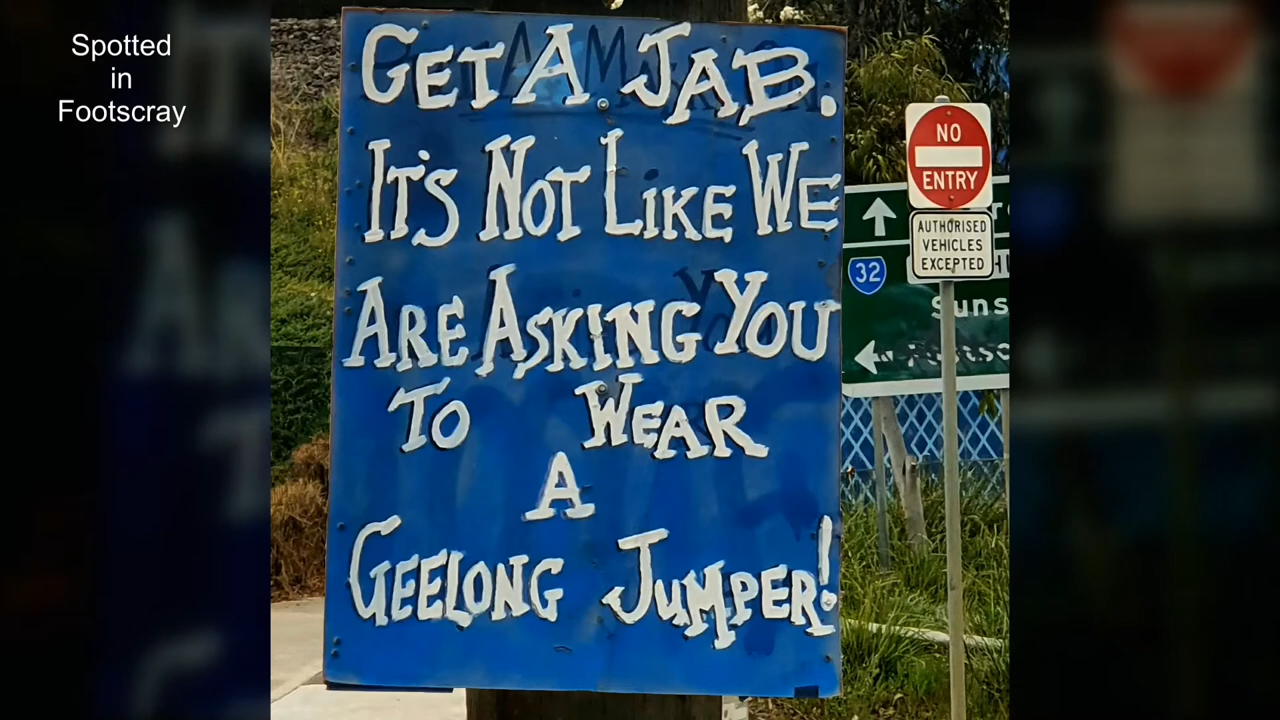 Spotted
in
Footscray
GET A JAB.
IT'S NOT LIKE WE
ARE ASKING YOU
TO WEAR
A
GEELONG JUMPER!
NO
ENTRY
AUTHORISED
VEHICLES
EXCEPTED
32